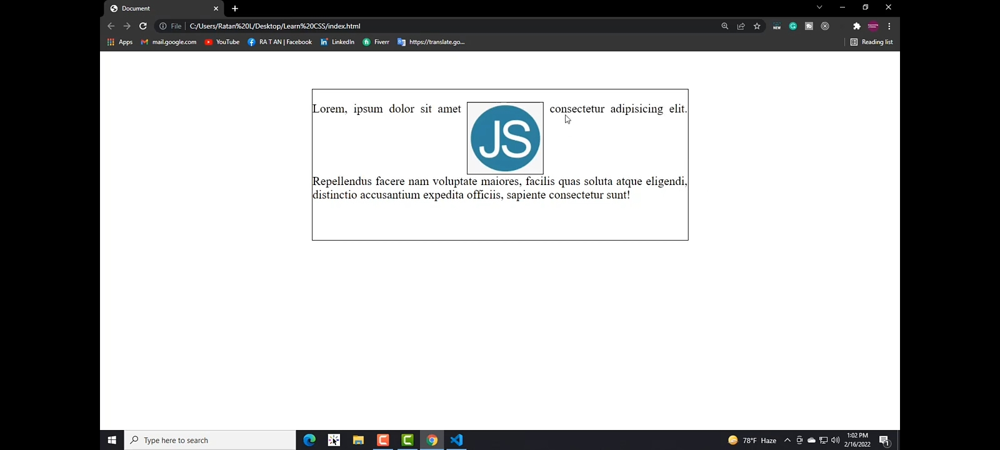 Document
File
C:/Users/Ratan%20L/Desktop/Learn%20CSS/index.html
NEW
Apps
mail.google.com
YouTube
RA T AN | Facebook
LinkedIn
Fiverr
https://translate.go...
Reading list
Lorem, ipsum dolor sit amet JS consectetur adipisicing elit.
Repellendus facere nam voluptate maiores, facilis quas soluta atque eligendi,
distinctio accusantium expedita officiis, sapiente consectetur sunt!
Type here to search
78°F Haze
1:02 PM
2/16/2022
1